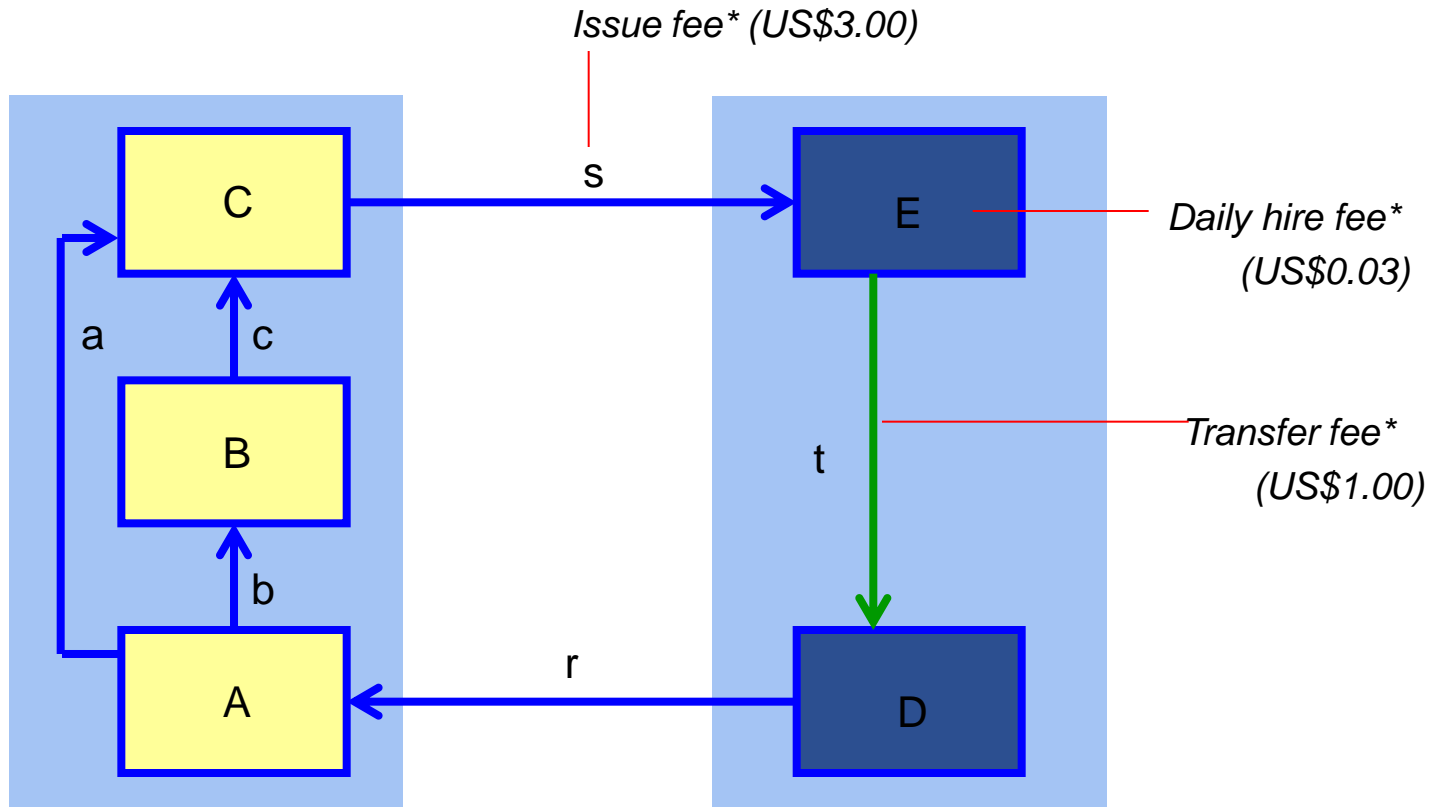 Issue fee* (US$3.00)
s
C
E
Daily hire fee*
(US$0.03)
a
c
B
t
Transfer fee*
(US$1.00)
b
r
A
D